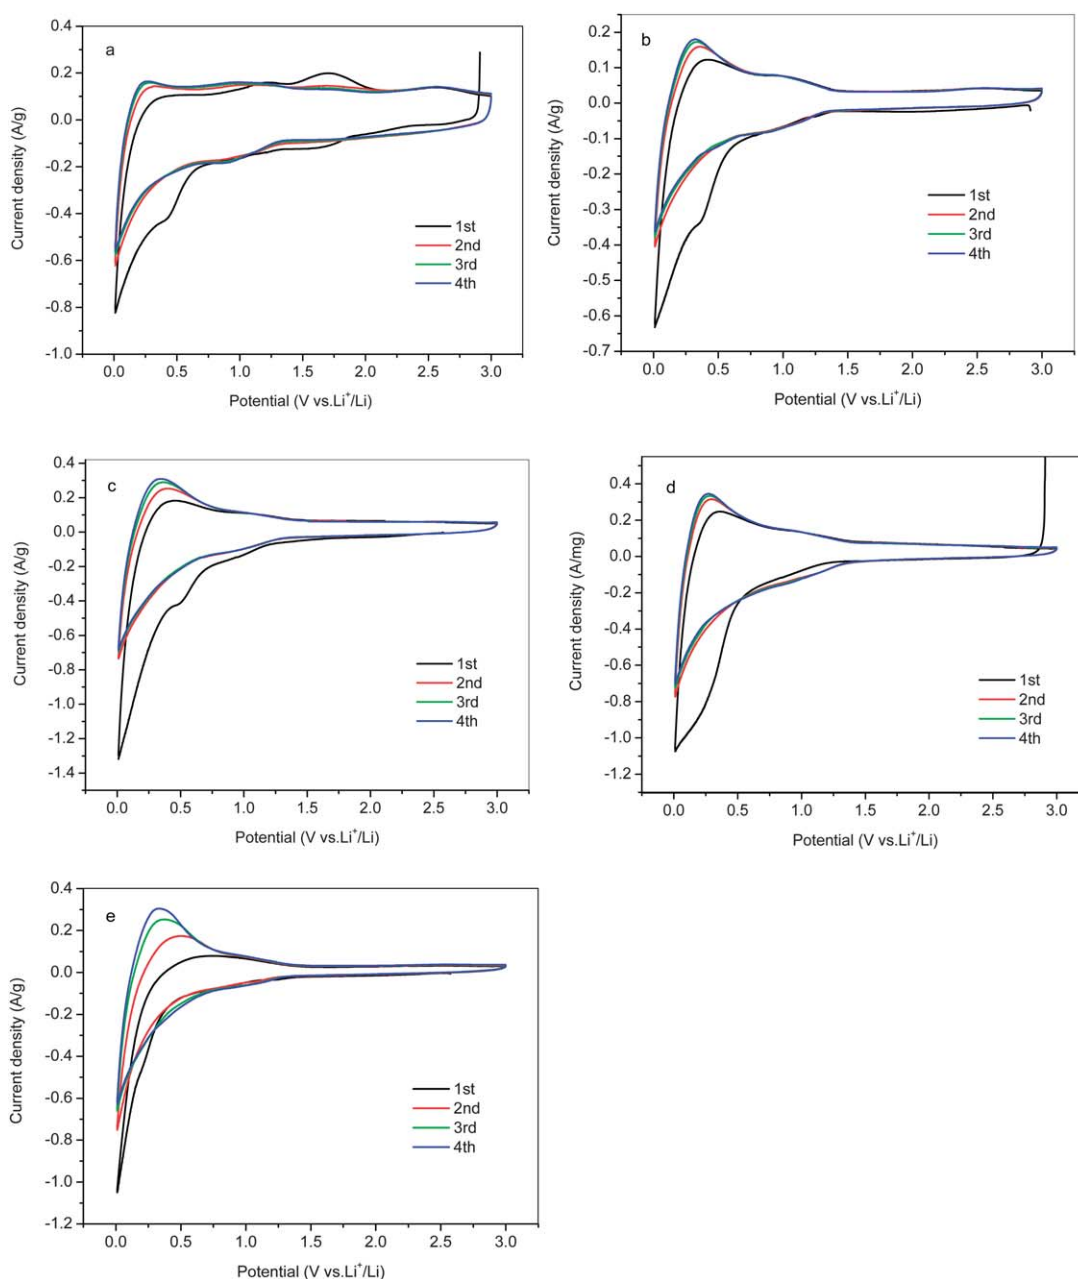 a
0.4
0.2
0.0
-0.2
-0.4
-0.6
-0.8
-1.0
Current density (A/g)
1st
2nd
3rd
4th
0.0 0.5 1.0 1.5 2.0 2.5 3.0
Potential (V vs.Li⁺/Li)
b
0.2
0.1
0.0
-0.1
-0.2
-0.3
-0.4
-0.5
-0.6
-0.7
Current density (A/g)
1st
2nd
3rd
4th
0.0 0.5 1.0 1.5 2.0 2.5 3.0
Potential (V vs.Li⁺/Li)
c
0.4
0.2
0.0
-0.2
-0.4
-0.6
-0.8
-1.0
-1.2
-1.4
Current density (A/g)
1st
2nd
3rd
4th
0.0 0.5 1.0 1.5 2.0 2.5 3.0
Potential (V vs.Li⁺/Li)
d
0.4
0.2
0.0
-0.2
-0.4
-0.6
-0.8
-1.0
-1.2
Current density (A/mg)
1st
2nd
3rd
4th
0.0 0.5 1.0 1.5 2.0 2.5 3.0
Potential (V vs.Li⁺/Li)
e
0.4
0.2
0.0
-0.2
-0.4
-0.6
-0.8
-1.0
-1.2
Current density (A/g)
1st
2nd
3rd
4th
0.0 0.5 1.0 1.5 2.0 2.5 3.0
Potential (V vs.Li⁺/Li)